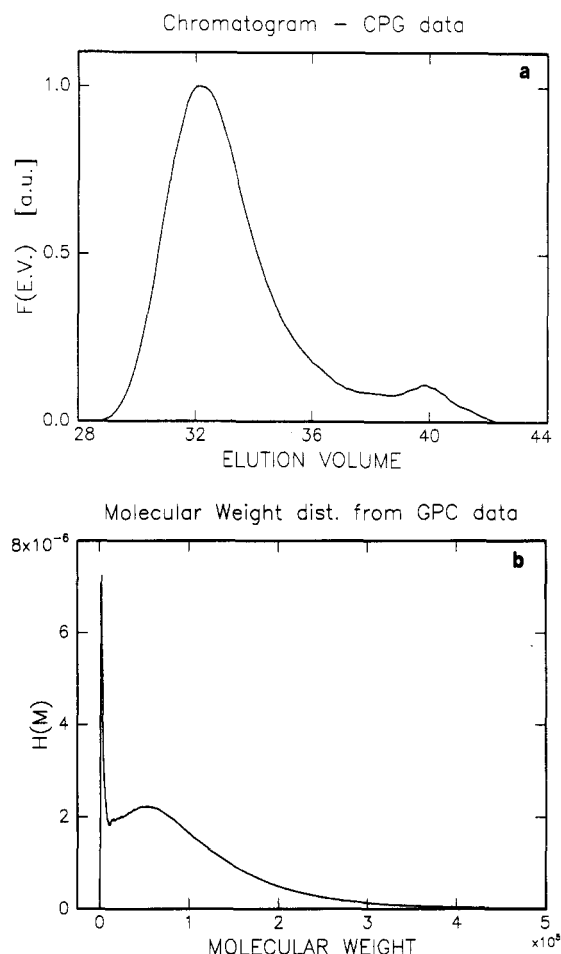 Chromatogram - CPG data
a
1.0
0.5
0.0
F(E.V.) [a.u.]
28 32 36 40 44
ELUTION VOLUME
Molecular Weight dist. from GPC data
b
8x10⁻⁶
6
4
2
0
H(M)
0 1 2 3 4 5
x10⁵
MOLECULAR WEIGHT